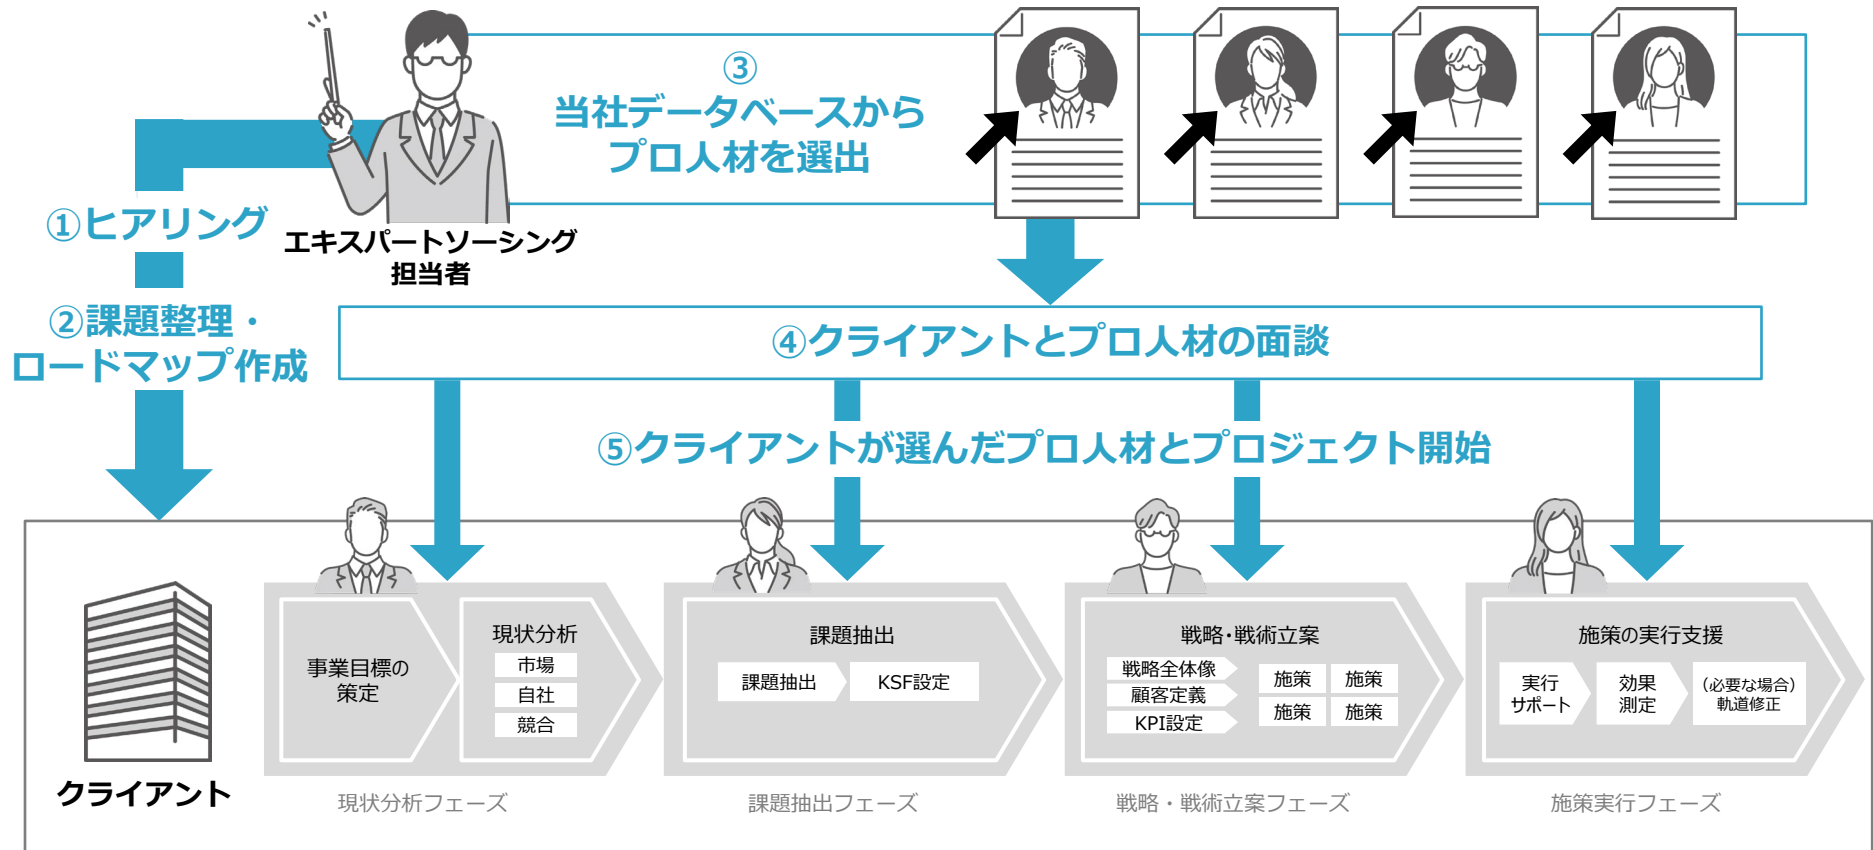 ③
当社データベースから
プロ人材を選出
①ヒアリング
エキスパートソーシング
担当者
②課題整理・
ロードマップ作成
④クライアントとプロ人材の面談
⑤クライアントが選んだプロ人材とプロジェクト開始
クライアント
事業目標の
策定
現状分析
市場
自社
競合
現状分析フェーズ
課題抽出
課題抽出
KSF設定
課題抽出フェーズ
戦略・戦術立案
戦略全体像
顧客定義
KPI設定
施策
施策
施策
施策
戦略・戦術立案フェーズ
施策の実行支援
実行
サポート
効果
測定
（必要な場合）
軌道修正
施策実行フェーズ